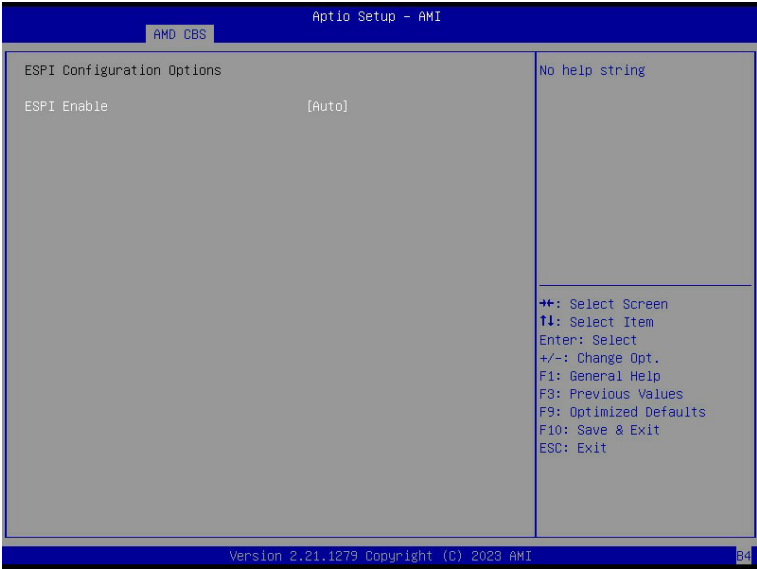 Aptio Setup - AMI
AMD CBS
ESPI Configuration Options
ESPI Enable [Auto]
No help string
→←: Select Screen
↑↓: Select Item
Enter: Select
+/-: Change Opt.
F1: General Help
F3: Previous Values
F9: Optimized Defaults
F10: Save & Exit
ESC: Exit
Version 2.21.1279 Copyright (C) 2023 AMI
B4